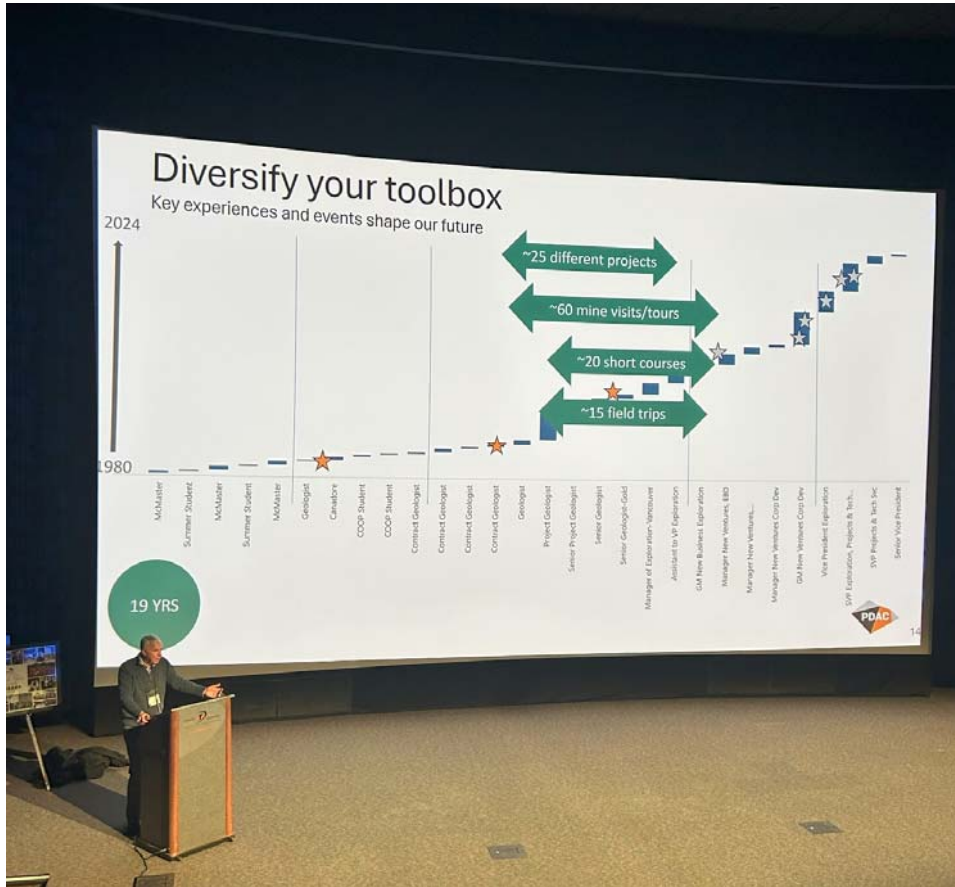 Diversify your toolbox
Key experiences and events shape our future
2024
~25 different projects
~60 mine visits/tours
~20 short courses
~15 field trips
1980
McMaster
Summer Student
McMaster
Summer Student
McMaster
Geologist
Canadore
COOP Student
COOP Student
Contract Geologist
Contract Geologist
Contract Geologist
Contract Geologist
Geologist
Project Geologist
Senior Project Geologist
Senior Geologist
Senior Geologist-Gold
Manager of Exploration-Vancouver
Assistant to VP Exploration
GM New Business Exploration
Manager New Ventures, EBD
Manager New Ventures,...
Manager New Ventures Corp Dev
GM New Ventures Corp Dev
Vice President Exploration
SVP Exploration, Projects & Tech...
SVP Projects & Tech Svc
Senior Vice President
19 YRS
PDAC
14